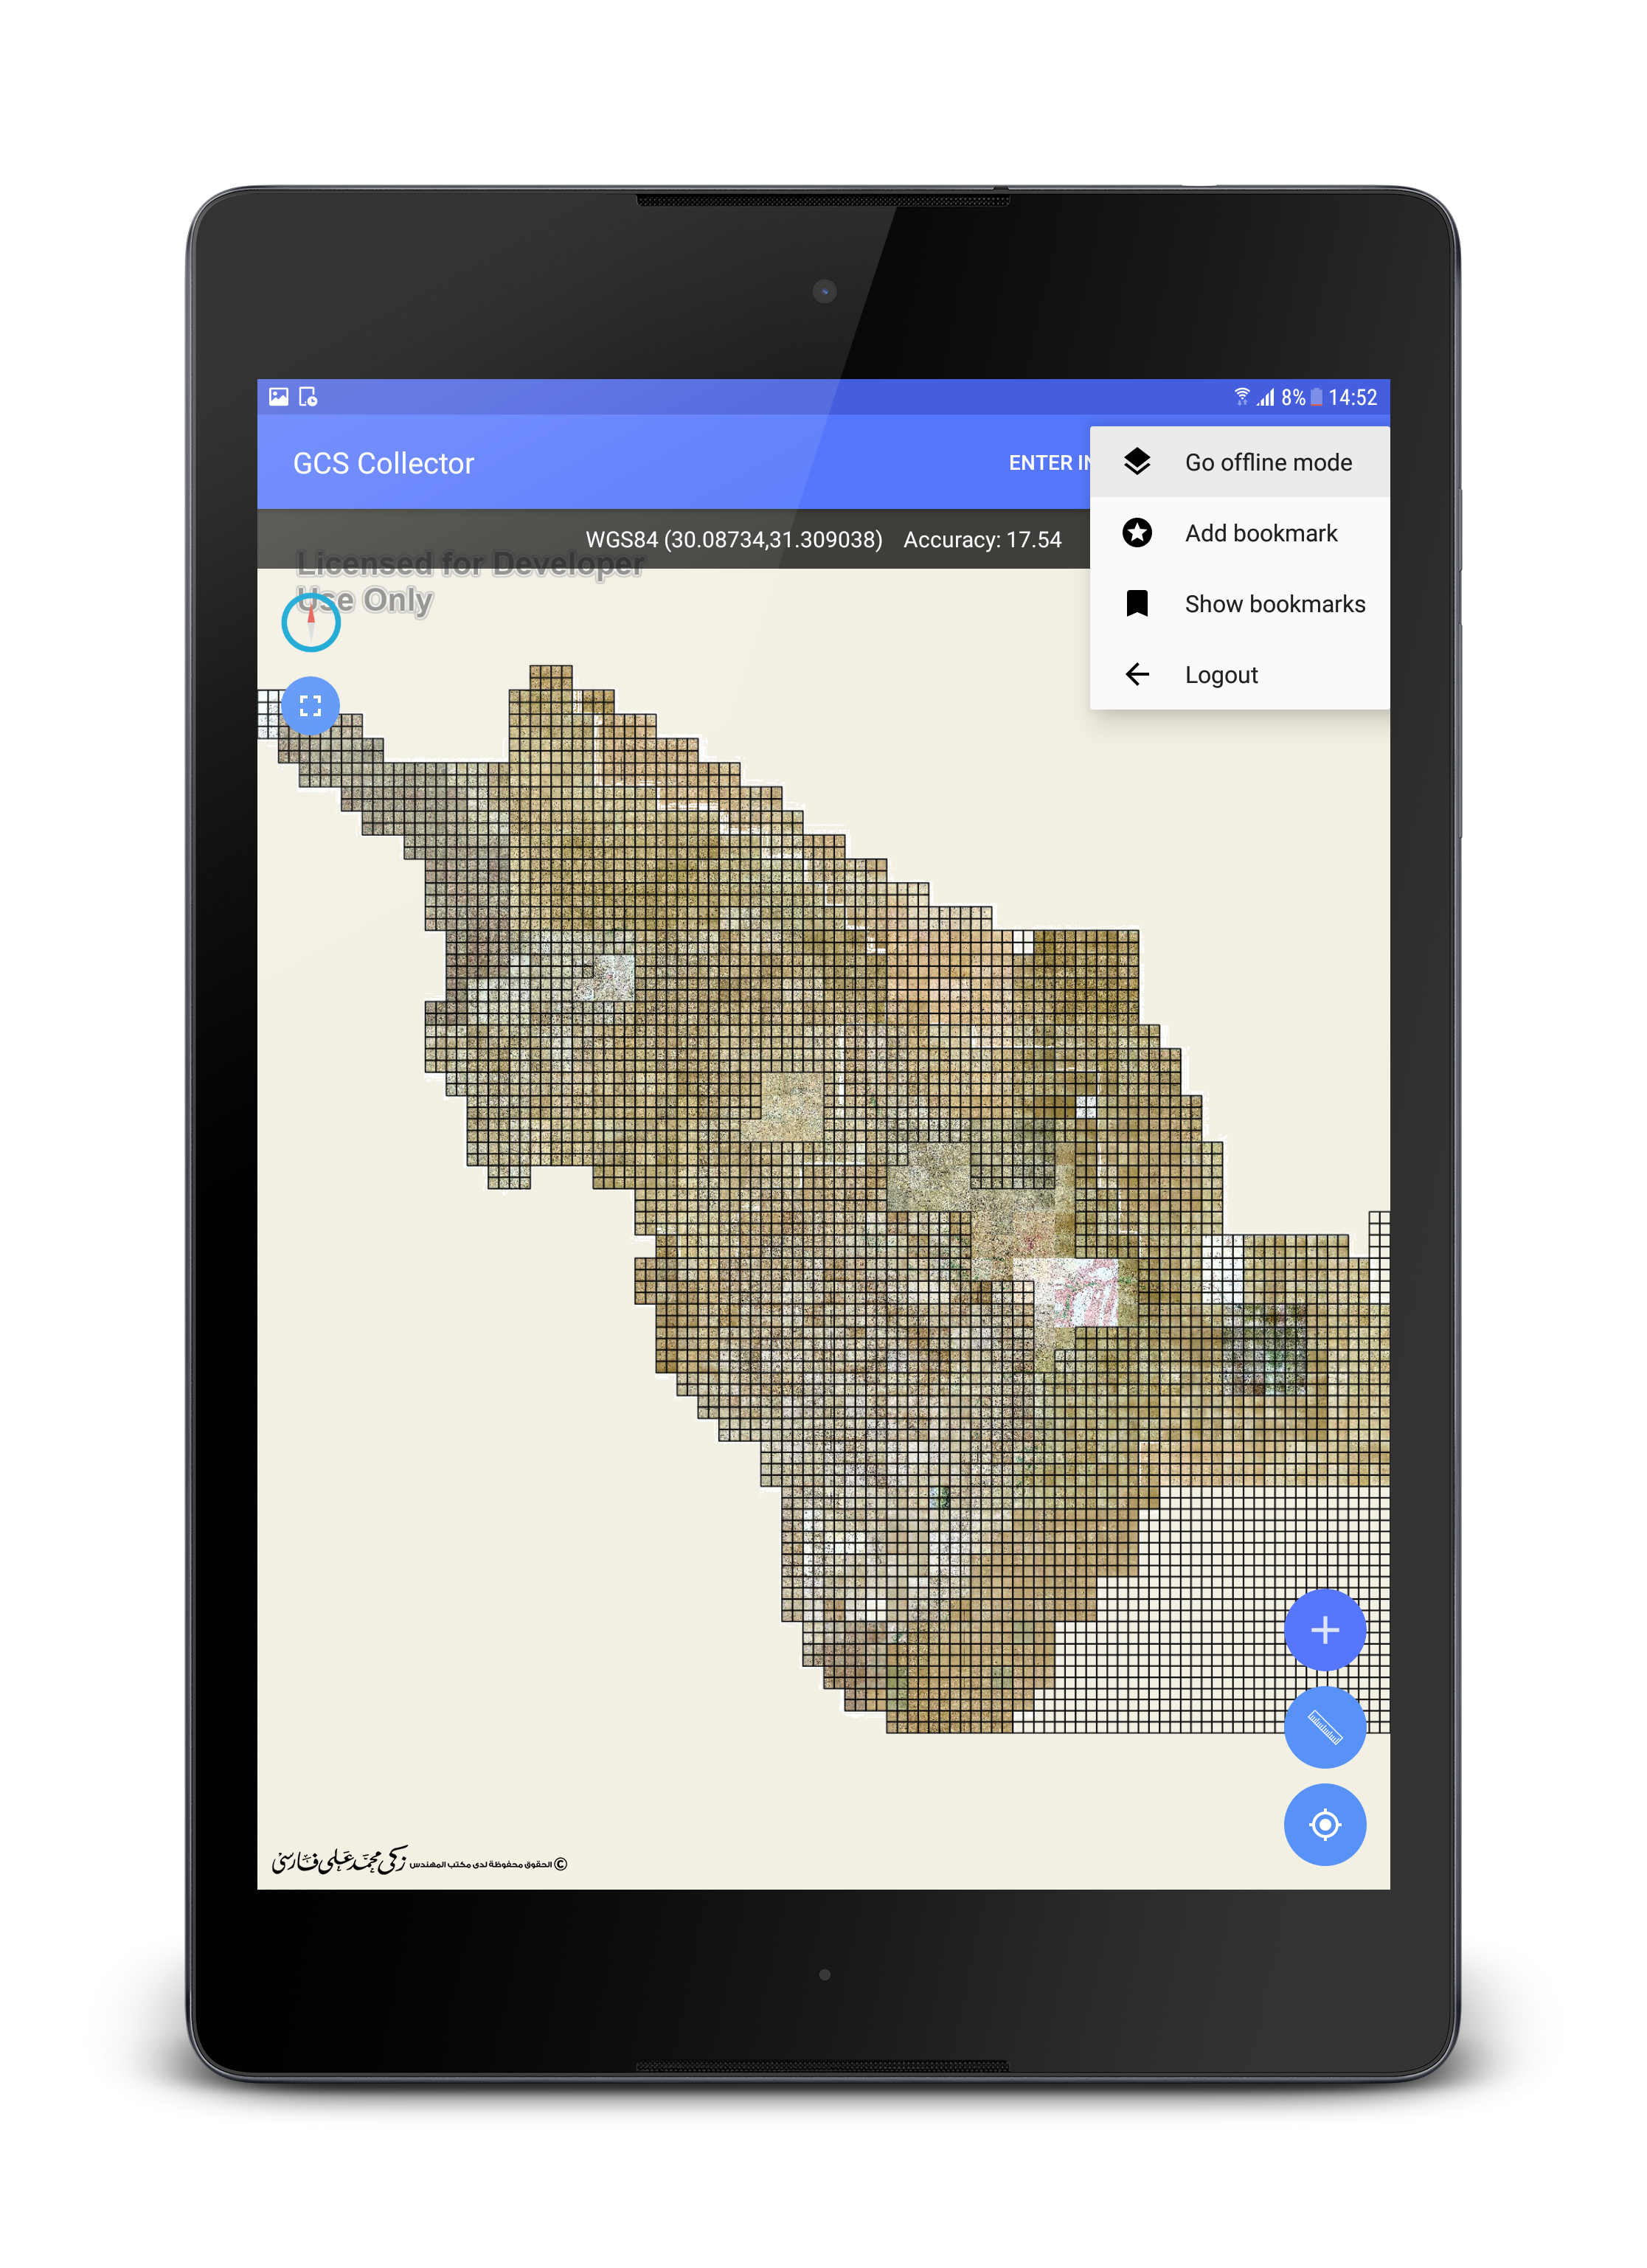 8% 14:52
GCS Collector
ENTER IN
Go offline mode
WGS84 (30.08734,31.309038) Accuracy: 17.54
Add bookmark
Licensed for Developer
Use Only
Show bookmarks
Logout
© الحقوق محفوظة لدى مكتب المهندس زكي محمد علي فارسي